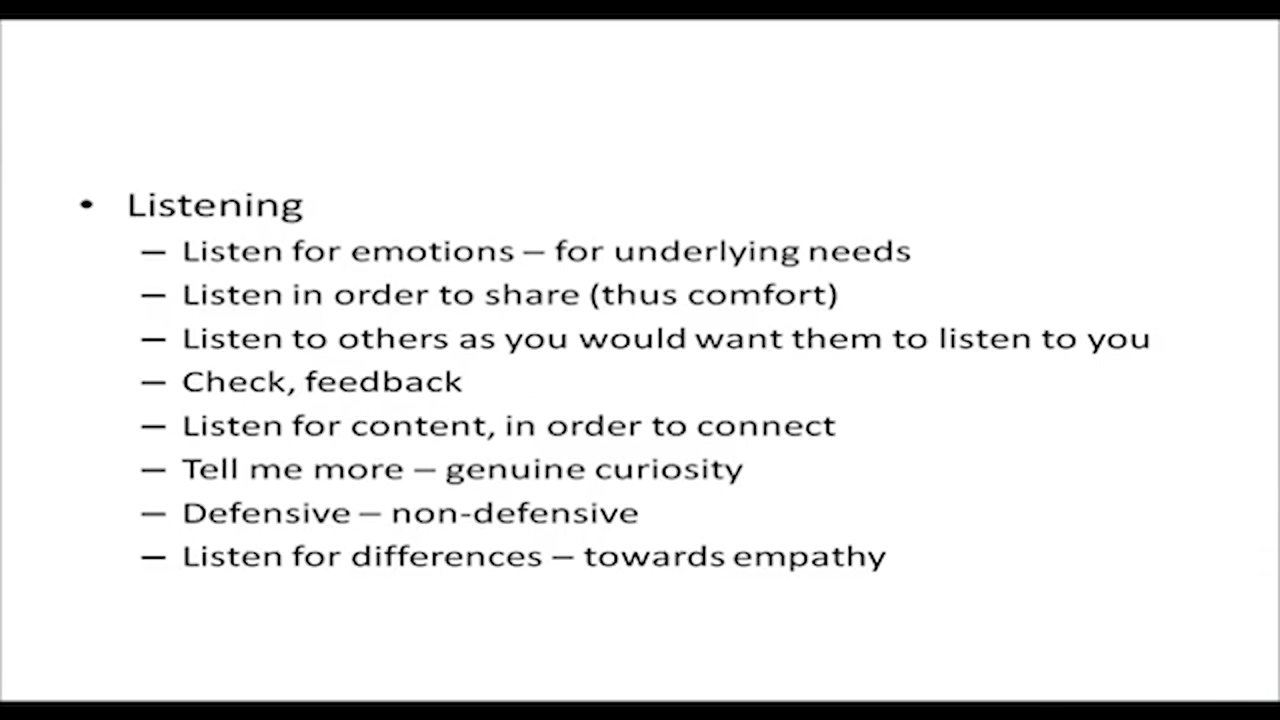 • Listening
– Listen for emotions – for underlying needs
– Listen in order to share (thus comfort)
– Listen to others as you would want them to listen to you
– Check, feedback
– Listen for content, in order to connect
– Tell me more – genuine curiosity
– Defensive – non-defensive
– Listen for differences – towards empathy